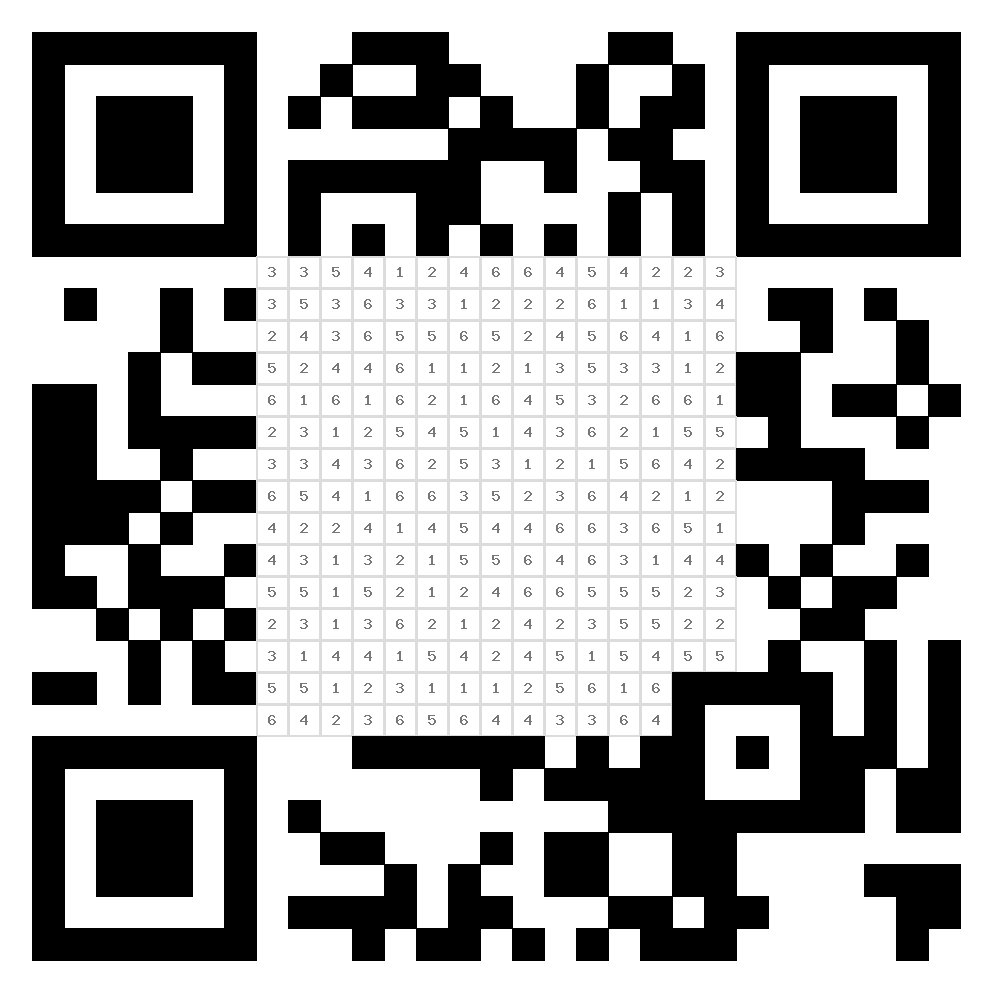 3 3 5 4 1 2 4 6 6 4 5 4 2 2 3
3 5 3 6 3 3 1 2 2 2 6 1 1 3 4
2 4 3 6 5 5 6 5 2 4 5 6 4 1 6
5 2 4 4 6 1 1 2 1 3 5 3 3 1 2
6 1 6 1 6 2 1 6 4 5 3 2 6 6 1
2 3 1 2 5 4 5 1 4 3 6 2 1 5 5
3 3 4 3 6 2 5 3 1 2 1 5 6 4 2
6 5 4 1 6 6 3 5 2 3 6 4 2 1 2
4 2 2 4 1 4 5 4 4 6 6 3 6 5 1
4 3 1 3 2 1 5 5 6 4 6 3 1 4 4
5 5 1 5 2 1 2 4 6 6 5 5 5 2 3
2 3 1 3 6 2 1 2 4 2 3 5 5 2 2
3 1 4 4 1 5 4 2 4 5 1 5 4 5 5
5 5 1 2 3 1 1 1 2 5 6 1 6
6 4 2 3 6 5 6 4 4 3 3 6 4